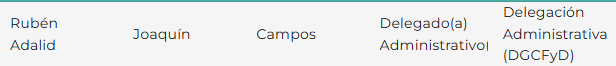 Rubén
Adalid
Joaquín
Campos
Delegado(a)
Administrativo(
Delegación
Administrativa
(DGCFyD)